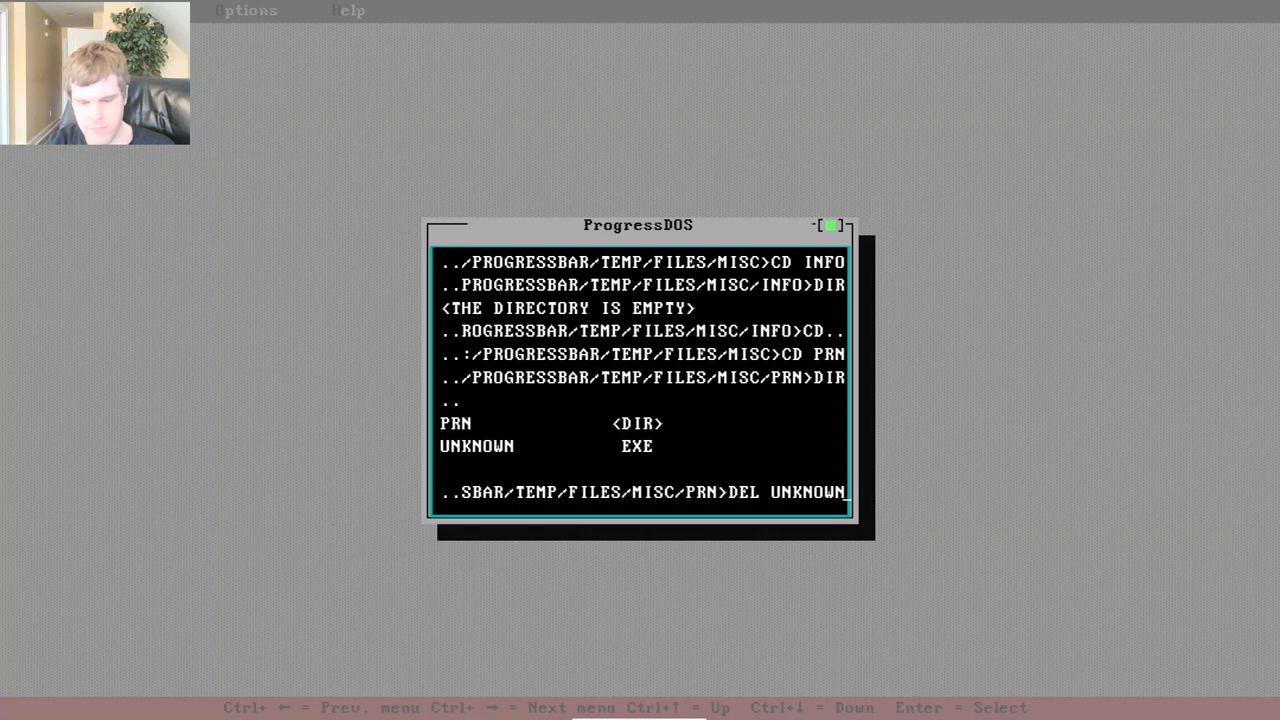 Options Help
ProgressDOS
../PROGRESSBAR/TEMP/FILES/MISC>CD INFO
..PROGRESSBAR/TEMP/FILES/MISC/INFO>DIR
<THE DIRECTORY IS EMPTY>
..ROGRESSBAR/TEMP/FILES/MISC/INFO>CD..
..:/PROGRESSBAR/TEMP/FILES/MISC>CD PRN
../PROGRESSBAR/TEMP/FILES/MISC/PRN>DIR
..
PRN <DIR>
UNKNOWN EXE
..SBAR/TEMP/FILES/MISC/PRN>DEL UNKNOWN_
Ctrl+ ← = Prev. menu Ctrl+ → = Next menu Ctrl+↑ = Up Ctrl+↓ = Down Enter = Select